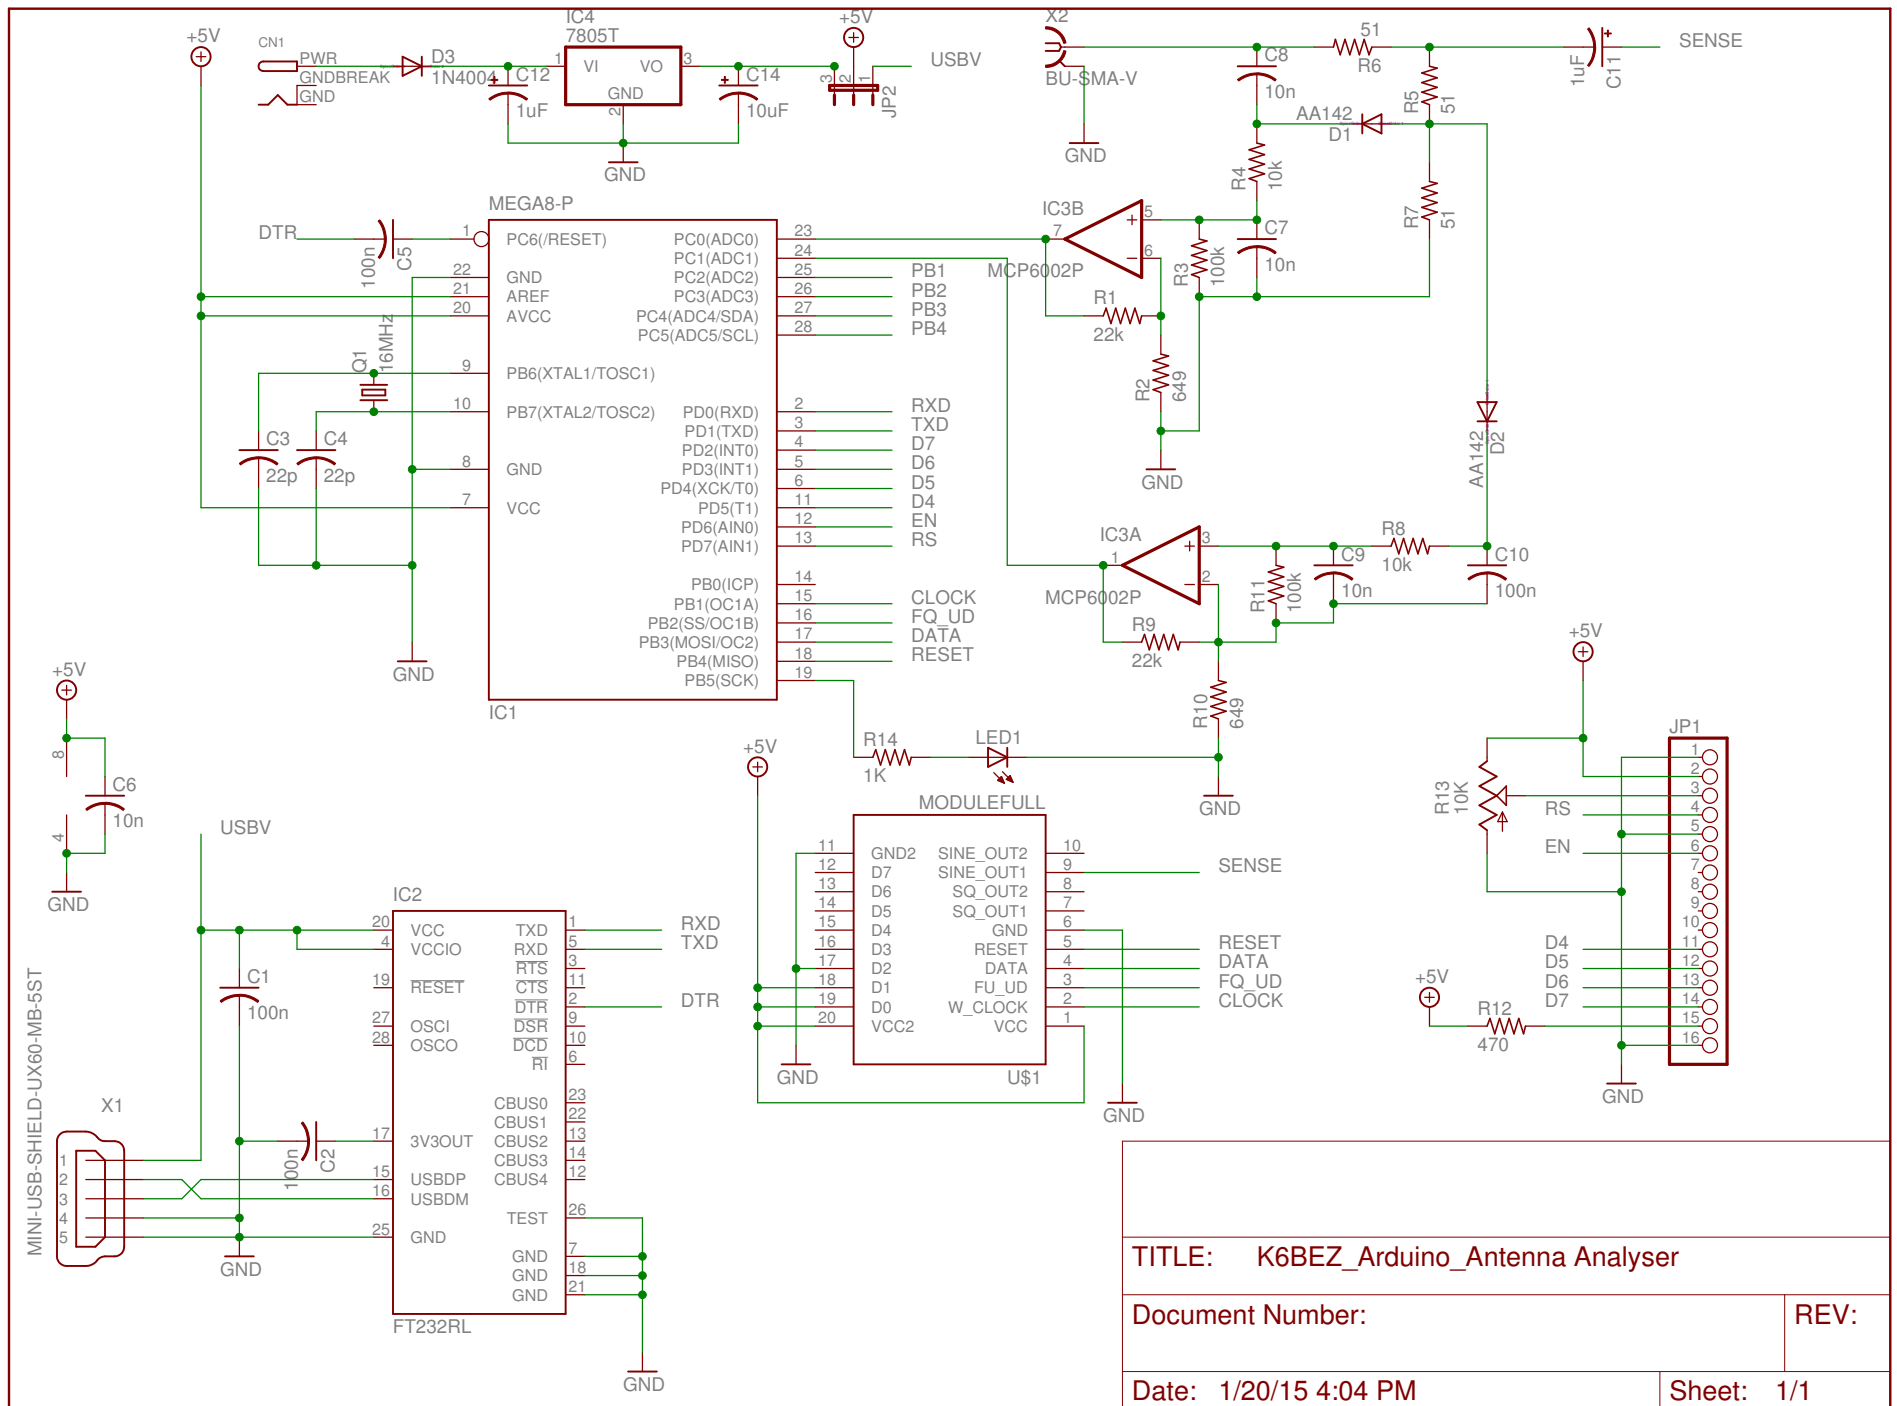 +5V
CN1
PWR
GNDBREAK
GND
D3
1N4004
C12
1uF
IC4
7805T
1
VI
VO
3
GND
2
GND
C14
10uF
+5V
3
2
1
JP2
USBV
X2
BU-SMA-V
GND
C8
10n
51
R6
1uF
C11
SENSE
R5
51
AA142
D1
R4
10k
R7
51
C7
10n
R3
100k
IC3B
5
6
7
MCP6002P
R1
22k
R2
649
GND
AA142
D2
MEGA8-P
DTR
100n
C5
1
PC6(/RESET)
22
GND
21
AREF
20
AVCC
Q1
16MHz
9
PB6(XTAL1/TOSC1)
10
PB7(XTAL2/TOSC2)
C3
22p
C4
22p
8
GND
7
VCC
GND
IC1
PC0(ADC0) 23
PC1(ADC1) 24
PC2(ADC2) 25 PB1
PC3(ADC3) 26 PB2
PC4(ADC4/SDA) 27 PB3
PC5(ADC5/SCL) 28 PB4
PD0(RXD) 2 RXD
PD1(TXD) 3 TXD
PD2(INT0) 4 D7
PD3(INT1) 5 D6
PD4(XCK/T0) 6 D5
PD5(T1) 11 D4
PD6(AIN0) 12 EN
PD7(AIN1) 13 RS
PB0(ICP) 14
PB1(OC1A) 15 CLOCK
PB2(SS/OC1B) 16 FQ_UD
PB3(MOSI/OC2) 17 DATA
PB4(MISO) 18 RESET
PB5(SCK) 19
IC3A
3
2
1
MCP6002P
R9
22k
R11
100k
C9
10n
R8
10k
C10
100n
R10
649
R14
1K
LED1
GND
+5V
8
4
C6
10n
GND
USBV
IC2
20 VCC
4 VCCIO
19 RESET
27 OSCI
28 OSCO
17 3V3OUT
15 USBDP
16 USBDM
25 GND
TXD 1 RXD
RXD 5 TXD
RTS 3
CTS 11
DTR 2 DTR
DSR 9
DCD 10
RI 6
CBUS0 23
CBUS1 22
CBUS2 13
CBUS3 14
CBUS4 12
TEST 26
GND 7
GND 18
GND 21
FT232RL
GND
C1
100n
100n
C2
MINI-USB-SHIELD-UX60-MB-5ST
X1
1
2
3
4
5
GND
+5V
MODULEFULL
11 GND2
12 D7
13 D6
14 D5
15 D4
16 D3
17 D2
18 D1
19 D0
20 VCC2
SINE_OUT2 10
SINE_OUT1 9 SENSE
SQ_OUT2 8
SQ_OUT1 7
GND 6
RESET 5 RESET
DATA 4 DATA
FU_UD 3 FQ_UD
W_CLOCK 2 CLOCK
VCC 1
U$1
GND
GND
+5V
R13
10K
JP1
1
2
3
RS 4
5
EN 6
7
8
9
10
D4 11
D5 12
D6 13
D7 14
15
16
+5V
R12
470
GND
TITLE: K6BEZ_Arduino_Antenna Analyser
Document Number:
REV:
Date: 1/20/15 4:04 PM
Sheet: 1/1